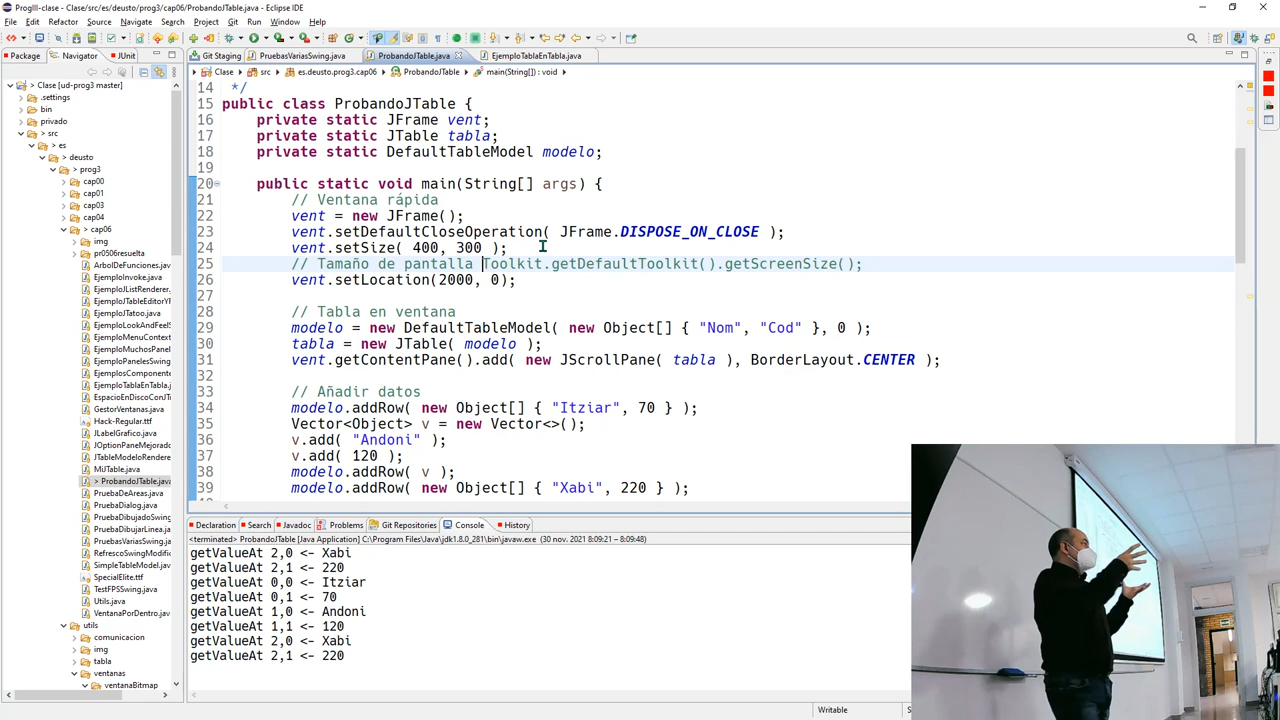 ProgIII-clase - Clase/src/es/deusto/prog3/cap06/ProbandoJTable.java - Eclipse IDE
File Edit Refactor Source Navigate Search Project Git Run Window Help
Package Navigator JUnit
Git Staging PruebasVariasSwing.java ProbandoJTable.java EjemploTablaEnTabla.java
Clase src es.deusto.prog3.cap06 ProbandoJTable main(String[]) : void
Clase [ud-prog3 master]
.settings
bin
privado
src
es
deusto
prog3
cap00
cap01
cap03
cap04
cap06
img
pr0506resuelta
ArbolDeFunciones.java
EjemploInvoke.java
EjemploJListRenderer.
EjemploJTableEditorYF
EjemploJTatoo.java
EjemploLookAndFeel
EjemploMenuContext
EjemploMuchosPanel
EjemploPanelesSwing
EjemplosComponente
EjemploTablaEnTabla.
EspacioEnDiscoConJT
GestorVentanas.java
Hack-Regular.ttf
JLabelGrafico.java
JOptionPaneMejorado
JTableModeloRendere
MiJTable.java
> ProbandoJTable.java
PruebaDeAreas.java
PruebaDialog.java
PruebaDibujadoSwing
PruebaDibujarLinea.j
PruebasVariasSwing.j
RefrescoSwingModific
SimpleTableModel.java
SpecialElite.ttf
TestFPSSwing.java
Utils.java
VentanaPorDentro.java
utils
comunicacion
img
tabla
ventanas
ventanaBitmap
14 */
15 public class ProbandoJTable {
16 private static JFrame vent;
17 private static JTable tabla;
18 private static DefaultTableModel modelo;
19
20 public static void main(String[] args) {
21 // Ventana rápida
22 vent = new JFrame();
23 vent.setDefaultCloseOperation( JFrame.DISPOSE_ON_CLOSE );
24 vent.setSize( 400, 300 );
25 // Tamaño de pantalla Toolkit.getDefaultToolkit().getScreenSize();
26 vent.setLocation(2000, 0);
27
28 // Tabla en ventana
29 modelo = new DefaultTableModel( new Object[] { "Nom", "Cod" }, 0 );
30 tabla = new JTable( modelo );
31 vent.getContentPane().add( new JScrollPane( tabla ), BorderLayout.CENTER );
32
33 // Añadir datos
34 modelo.addRow( new Object[] { "Itziar", 70 } );
35 Vector<Object> v = new Vector<>();
36 v.add( "Andoni" );
37 v.add( 120 );
38 modelo.addRow( v );
39 modelo.addRow( new Object[] { "Xabi", 220 } );
Declaration Search Javadoc Problems Git Repositories Console History
<terminated> ProbandoJTable [Java Application] C:\Program Files\Java\jdk1.8.0_281\bin\javaw.exe (30 nov. 2021 8:09:21 – 8:09:48)
getValueAt 2,0 <- Xabi
getValueAt 2,1 <- 220
getValueAt 0,0 <- Itziar
getValueAt 0,1 <- 70
getValueAt 1,0 <- Andoni
getValueAt 1,1 <- 120
getValueAt 2,0 <- Xabi
getValueAt 2,1 <- 220
Writable